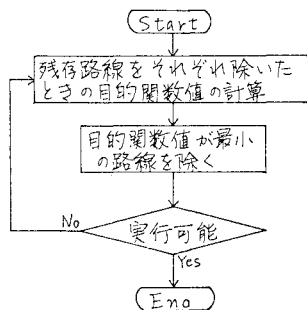 Start
残存路線をそれぞれ除いた
ときの目的関数値の計算
目的関数値が最小
の路線を除く
No
実行可能
Yes
End